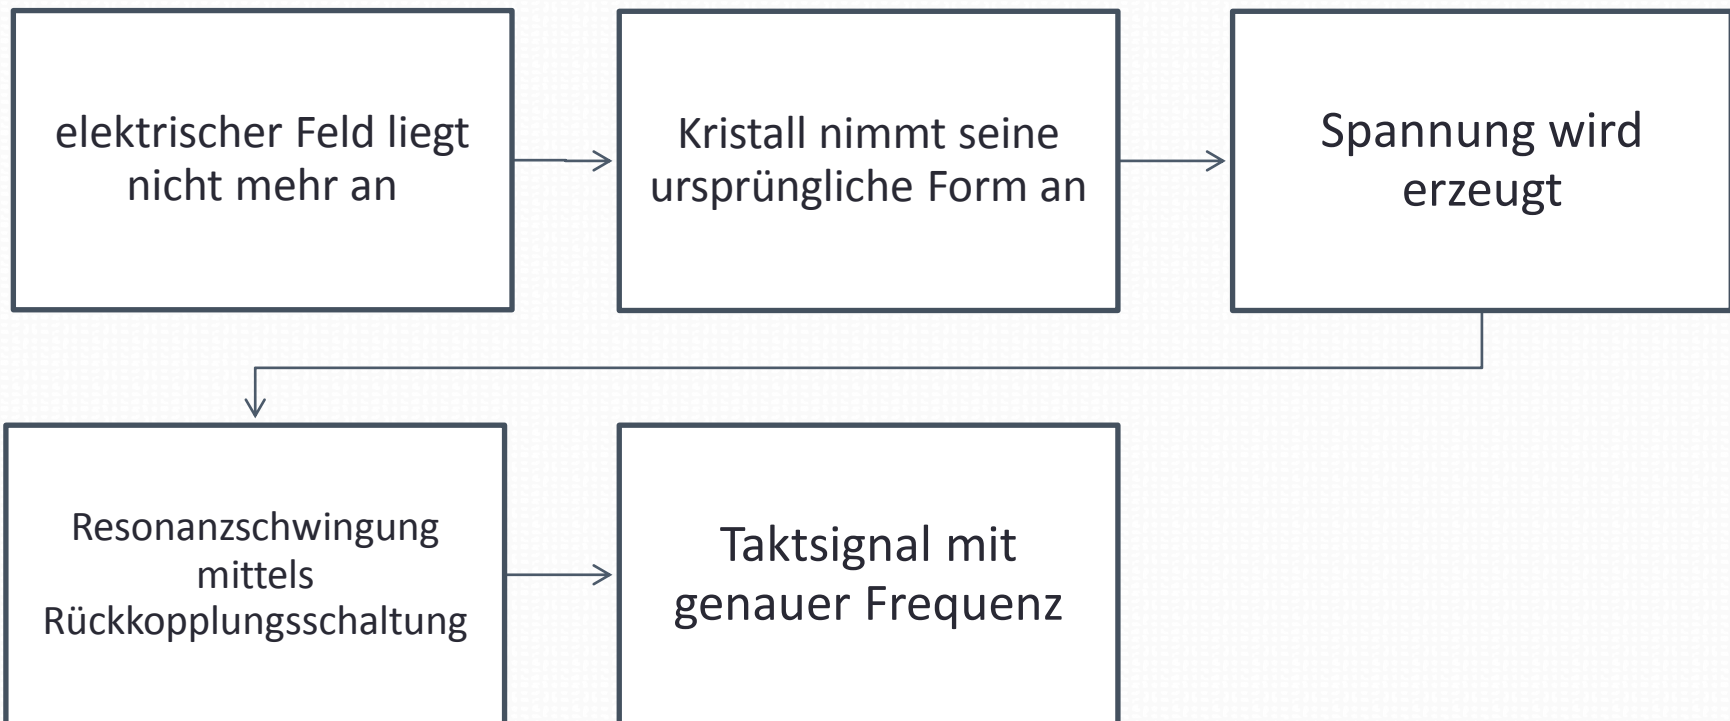 elektrischer Feld liegt
nicht mehr an
Kristall nimmt seine
ursprüngliche Form an
Spannung wird
erzeugt
Resonanzschwingung
mittels
Rückkopplungsschaltung
Taktsignal mit
genauer Frequenz